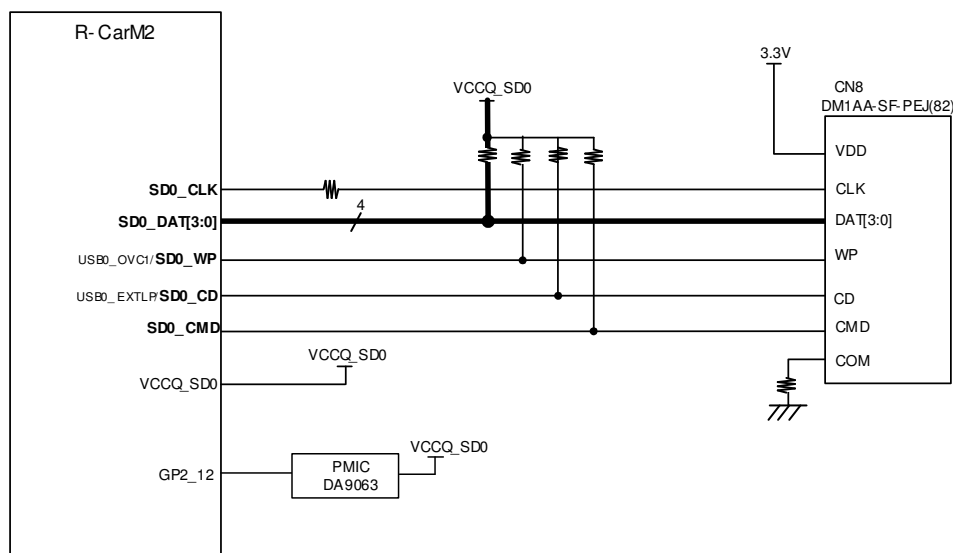 R-CarM2
3.3V
VCCQ_SD0
CN8
DM1AA-SF-PEJ(82)
VDD
SD0_CLK
CLK
4
SD0_DAT[3:0]
DAT[3:0]
USB0_OVC1/SD0_WP
WP
USB0_EXTLP/SD0_CD
CD
SD0_CMD
CMD
VCCQ_SD0
COM
VCCQ_SD0
VCCQ_SD0
GP2_12
PMIC
DA9063